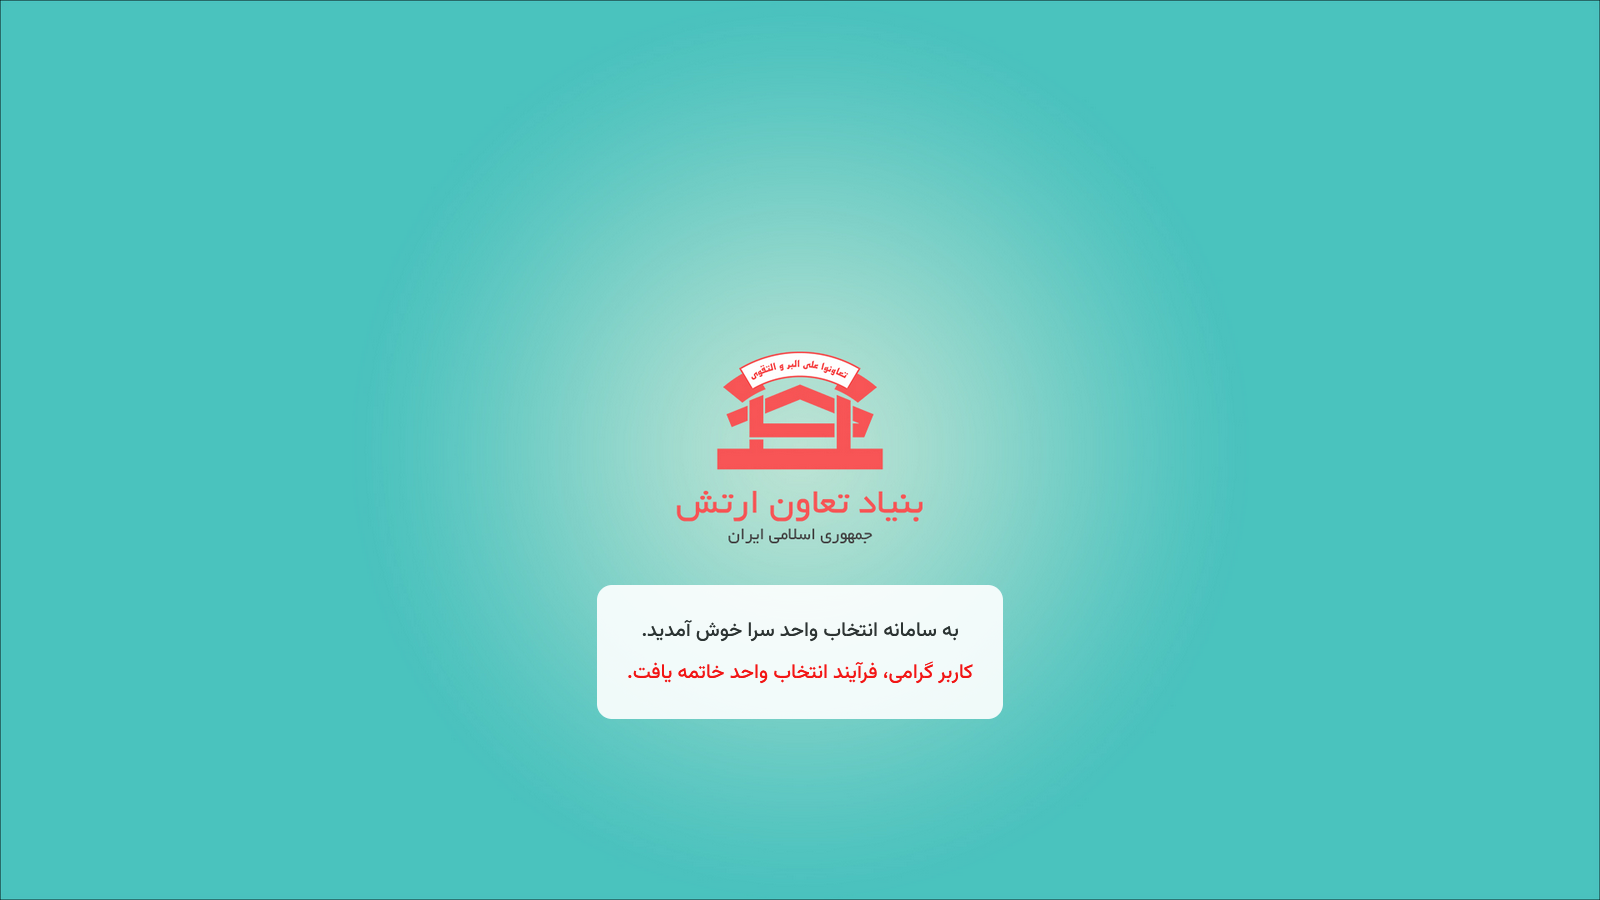 تعاونوا علی البر و التقوی
بنیاد تعاون ارتش
جمهوری اسلامی ایران
به سامانه انتخاب واحد سرا خوش آمدید.
کاربر گرامی، فرآیند انتخاب واحد خاتمه یافت.